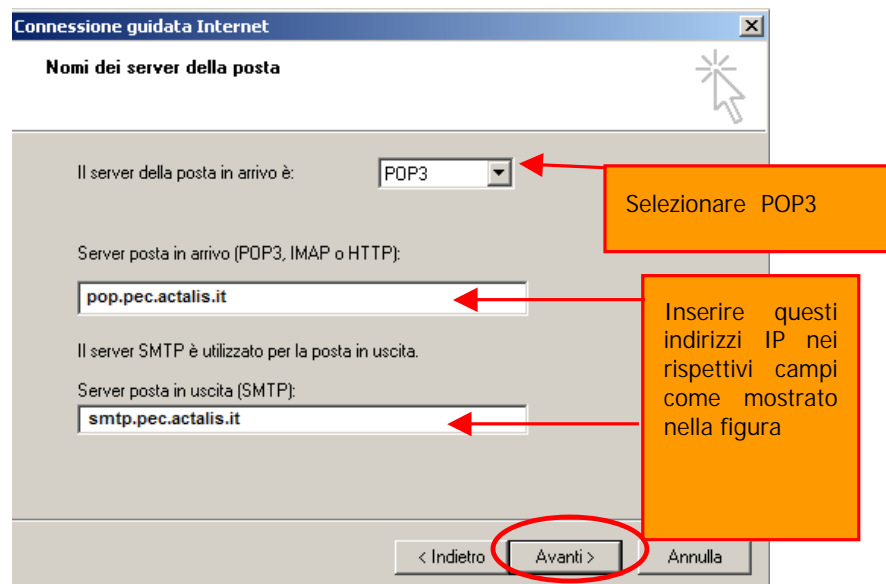 Connessione guidata Internet
Nomi dei server della posta
Il server della posta in arrivo è:
POP3
Selezionare POP3
Server posta in arrivo (POP3, IMAP o HTTP):
pop.pec.actalis.it
Inserire questi
indirizzi IP nei
rispettivi campi
come mostrato
nella figura
Il server SMTP è utilizzato per la posta in uscita.
Server posta in uscita (SMTP):
smtp.pec.actalis.it
< Indietro
Avanti >
Annulla